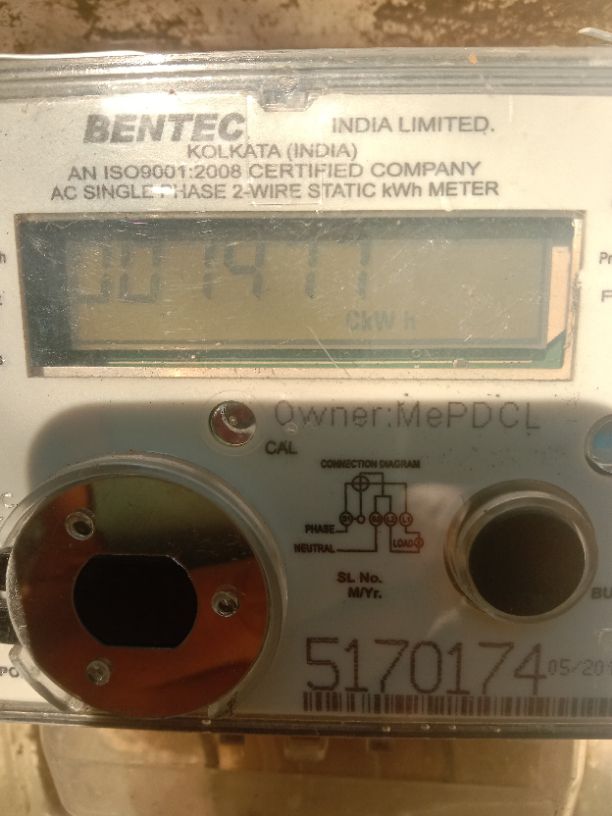 BENTEC INDIA LIMITED.
KOLKATA (INDIA)
AN ISO9001:2008 CERTIFIED COMPANY
AC SINGLE PHASE 2-WIRE STATIC kWh METER
CkWh
Owner:MePDCL
CAL
CONNECTION DIAGRAM
PHASE
NEUTRAL
LOAD
SL No.
M/Yr.
5170174